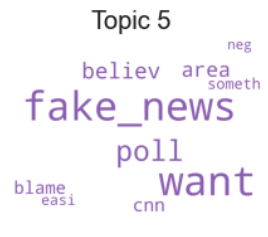 Topic 5
neg
believ area
someth
fake_news
poll
want
blame
easi
cnn